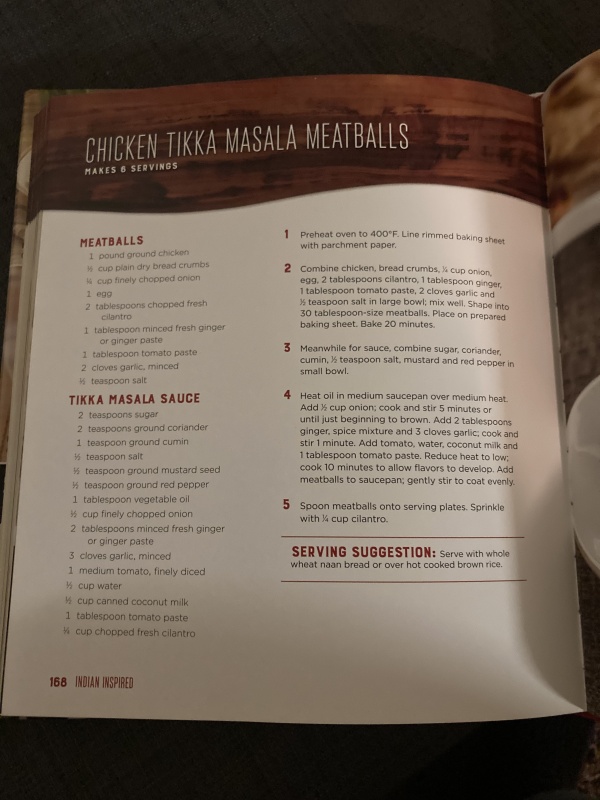 CHICKEN TIKKA MASALA MEATBALLS
MAKES 6 SERVINGS
MEATBALLS
1 pound ground chicken
½ cup plain dry bread crumbs
¼ cup finely chopped onion
1 egg
2 tablespoons chopped fresh
cilantro
1 tablespoon minced fresh ginger
or ginger paste
1 tablespoon tomato paste
2 cloves garlic, minced
½ teaspoon salt
TIKKA MASALA SAUCE
2 teaspoons sugar
2 teaspoons ground coriander
1 teaspoon ground cumin
½ teaspoon salt
½ teaspoon ground mustard seed
½ teaspoon ground red pepper
1 tablespoon vegetable oil
½ cup finely chopped onion
2 tablespoons minced fresh ginger
or ginger paste
3 cloves garlic, minced
1 medium tomato, finely diced
cup water
cup canned coconut milk
1 tablespoon tomato paste
¼ cup chopped fresh cilantro
1 Preheat oven to 400°F. Line rimmed baking sheet
with parchment paper.
2 Combine chicken, bread crumbs, ¼ cup onion,
egg, 2 tablespoons cilantro, 1 tablespoon ginger,
1 tablespoon tomato paste, 2 cloves garlic and
½ teaspoon salt in large bowl; mix well. Shape into
30 tablespoon-size meatballs. Place on prepared
baking sheet. Bake 20 minutes.
3 Meanwhile for sauce, combine sugar, coriander,
cumin, ½ teaspoon salt, mustard and red pepper in
small bowl.
4 Heat oil in medium saucepan over medium heat.
Add ½ cup onion; cook and stir 5 minutes or
until just beginning to brown. Add 2 tablespoons
ginger, spice mixture and 3 cloves garlic; cook and
stir 1 minute. Add tomato, water, coconut milk and
1 tablespoon tomato paste. Reduce heat to low;
cook 10 minutes to allow flavors to develop. Add
meatballs to saucepan; gently stir to coat evenly.
5 Spoon meatballs onto serving plates. Sprinkle
with ¼ cup cilantro.
SERVING SUGGESTION: Serve with whole
wheat naan bread or over hot cooked brown rice.
168 INDIAN INSPIRED